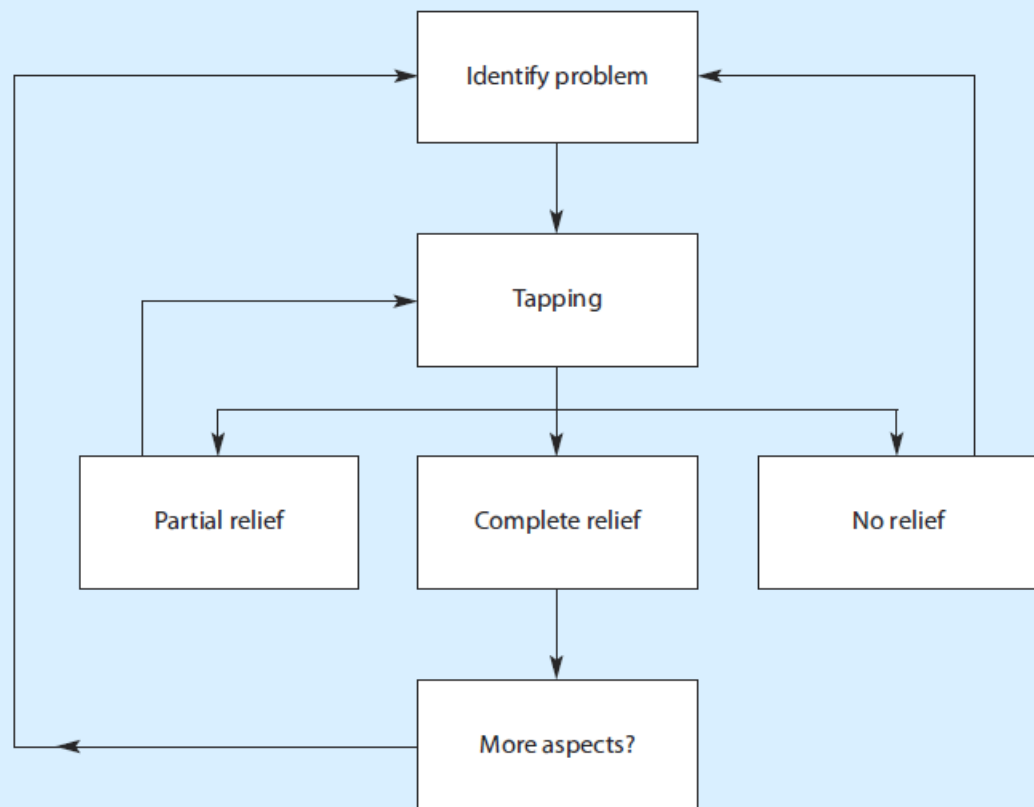 Identify problem
Tapping
Partial relief
Complete relief
No relief
More aspects?